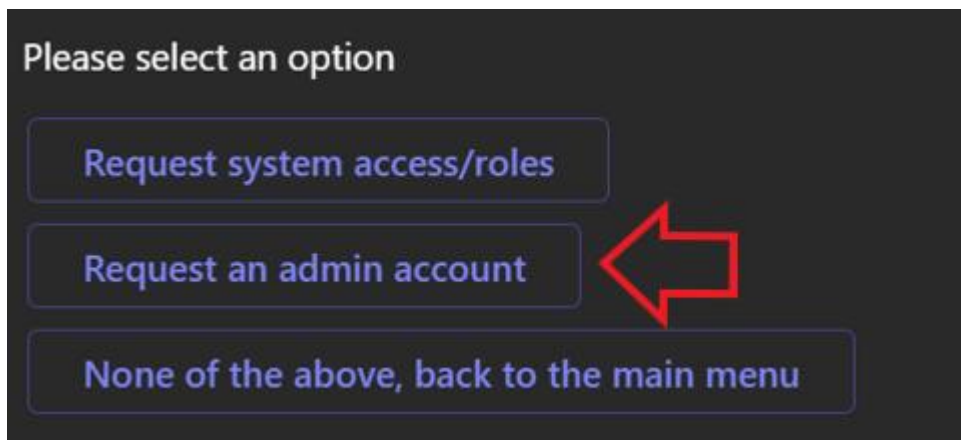 Please select an option
Request system access/roles
Request an admin account
None of the above, back to the main menu